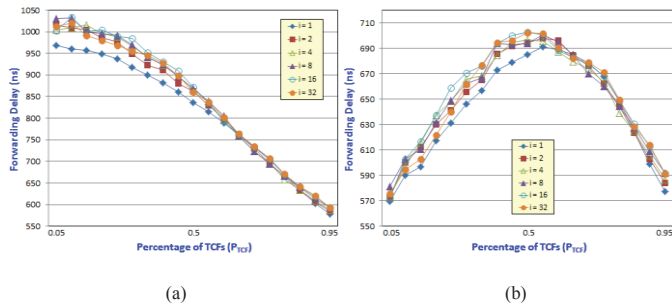 1050
1000
950
900
850
800
750
700
650
600
550
Forwarding Delay (ns)
0.05
0.5
0.95
Percentage of TCFs (PTCF)
i = 1
i = 2
i = 4
i = 8
i = 16
i = 32
(a)
710
690
670
650
630
610
590
570
550
Forwarding Delay (ns)
0.05
0.5
0.95
Percentage of TCFs (PTCF)
i = 1
i = 2
i = 4
i = 8
i = 16
i = 32
(b)